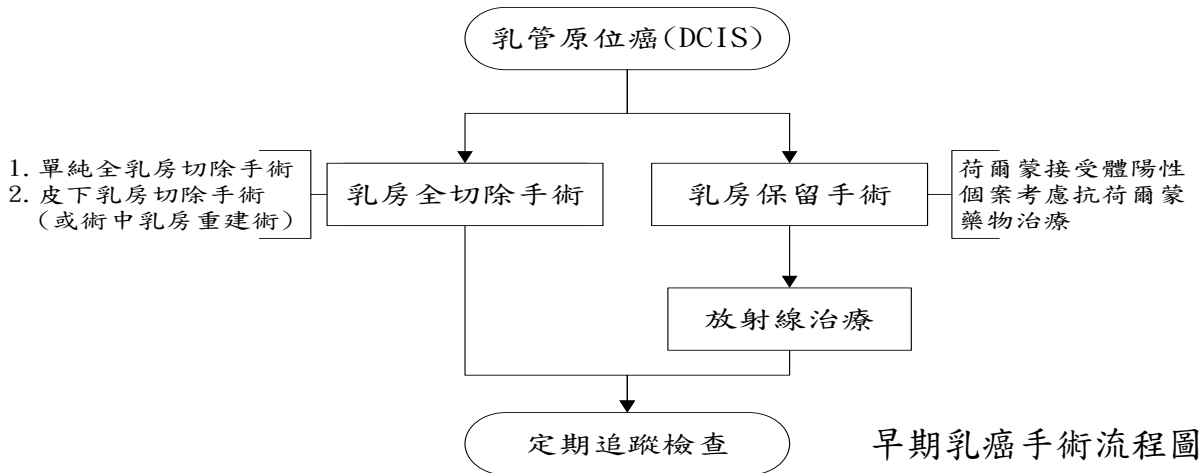 乳管原位癌(DCIS)
1. 單純全乳房切除手術
2. 皮下乳房切除手術
(或術中乳房重建術)
乳房全切除手術
乳房保留手術
荷爾蒙接受體陽性
個案考慮抗荷爾蒙
藥物治療
放射線治療
定期追蹤檢查
早期乳癌手術流程圖